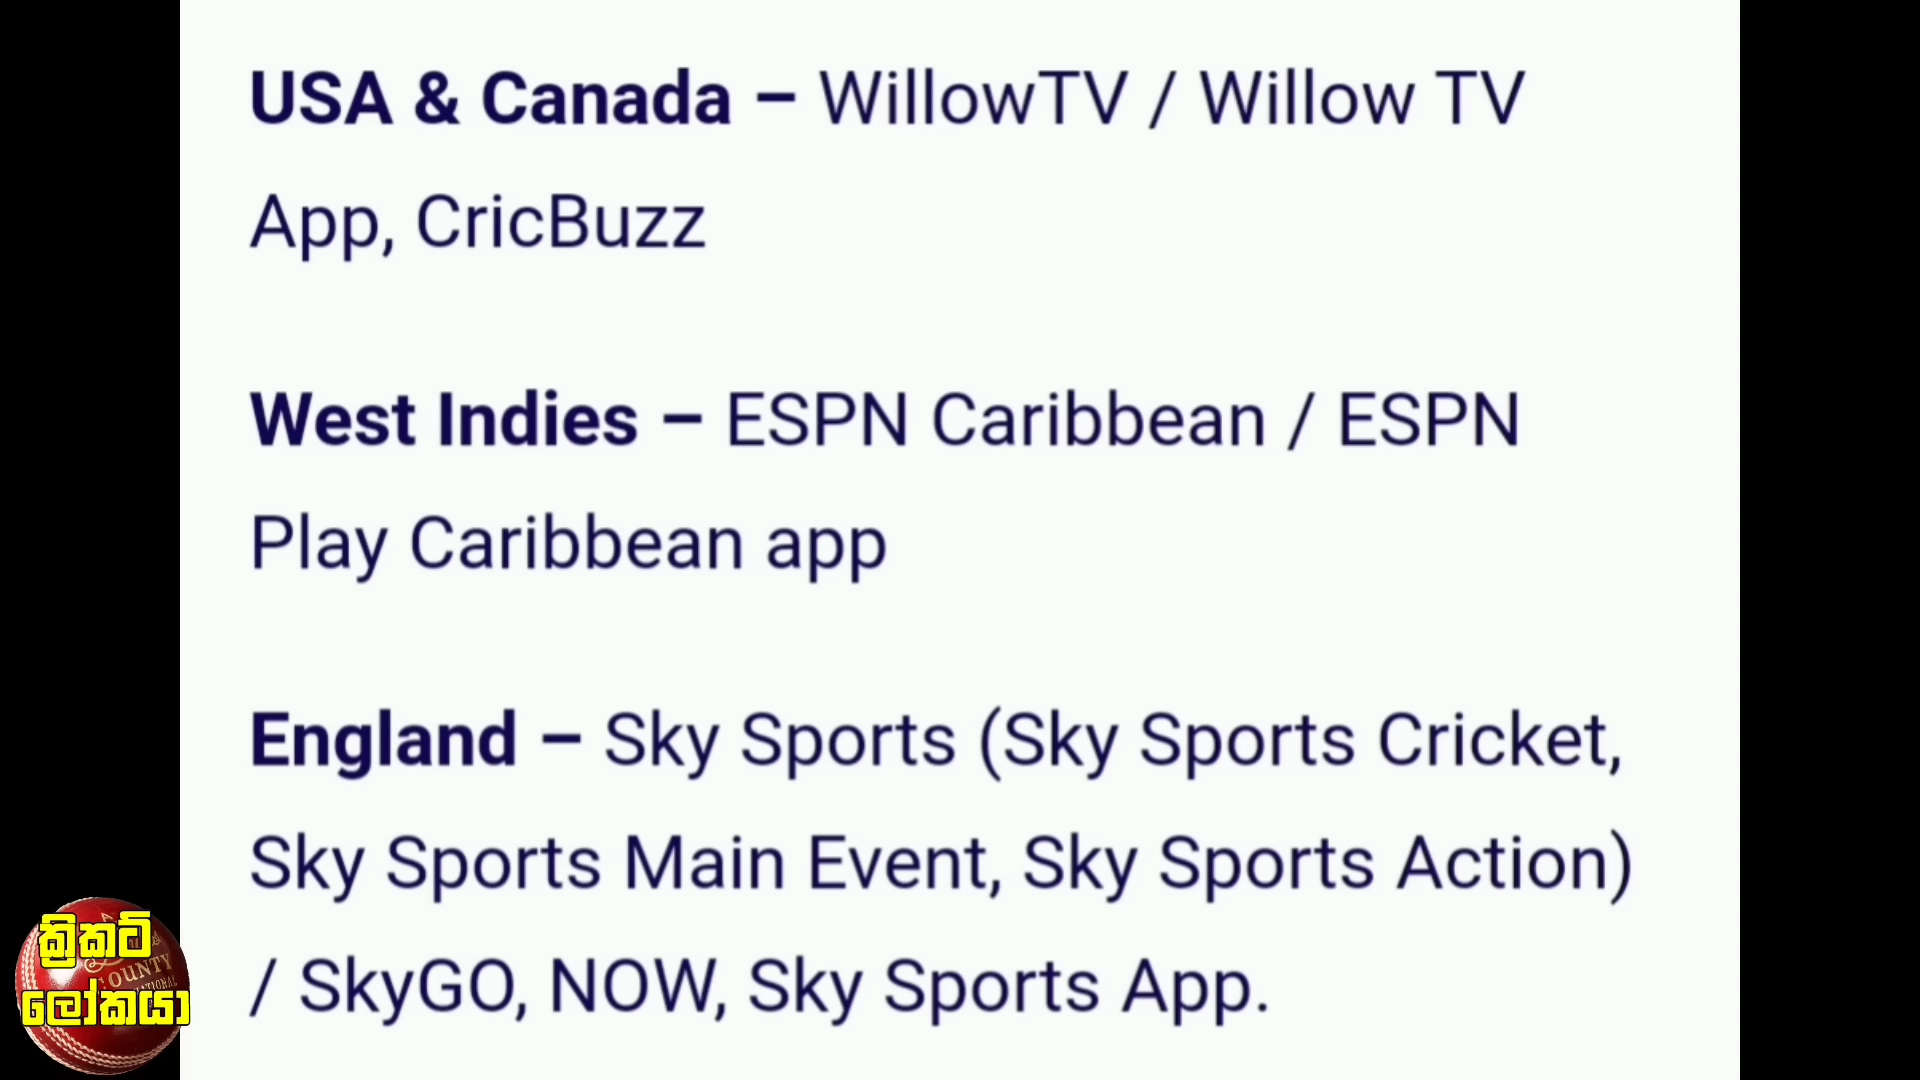 USA & Canada – WillowTV / Willow TV
App, CricBuzz
West Indies – ESPN Caribbean / ESPN
Play Caribbean app
England – Sky Sports (Sky Sports Cricket,
Sky Sports Main Event, Sky Sports Action)
/ SkyGO, NOW, Sky Sports App.
ක්‍රිකට්
COUNTY
ලෝකයා